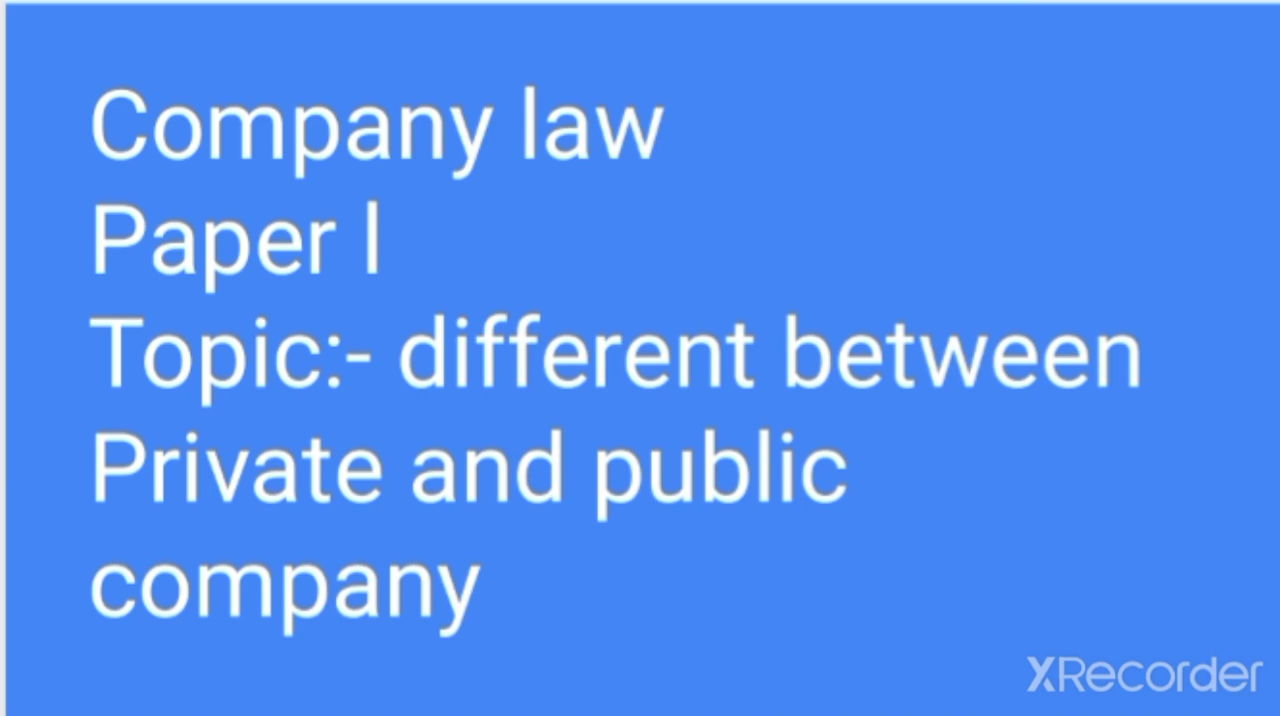 Company law
Paper I
Topic:- different between
Private and public
company
XRecorder